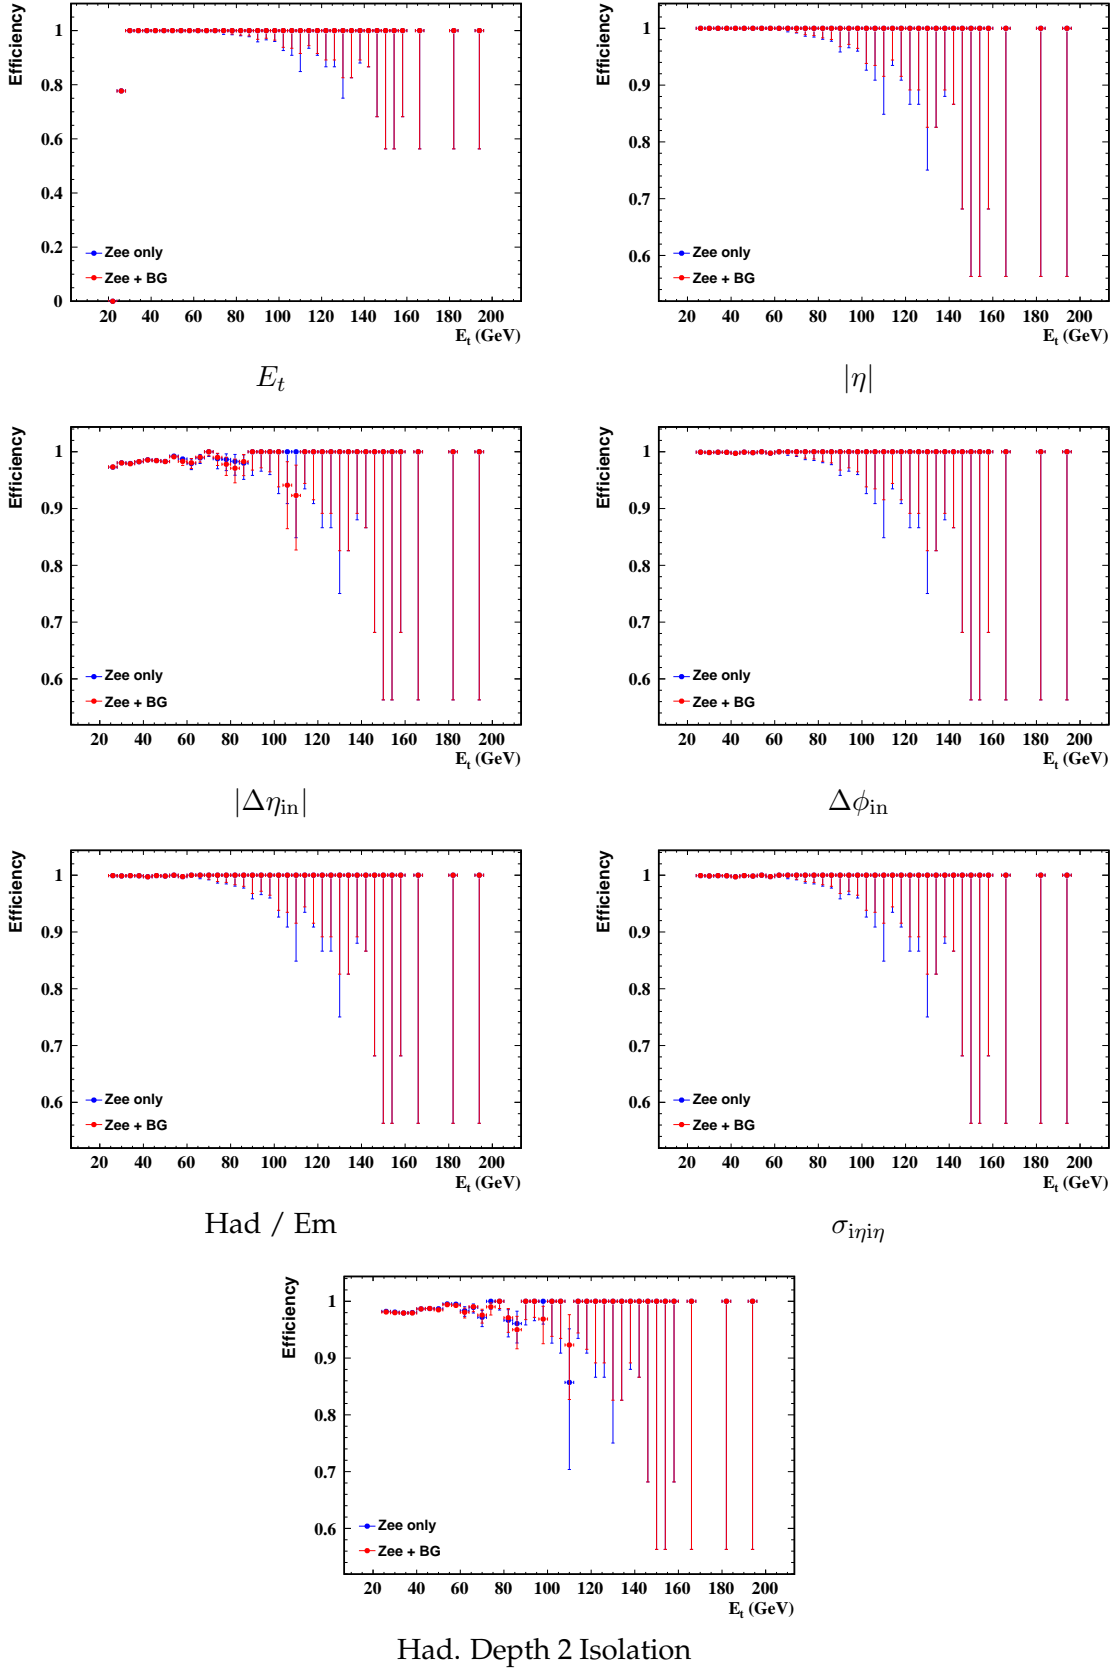 Efficiency
1
0.8
0.6
0.4
0.2
0
Zee only
Zee + BG
20 40 60 80 100 120 140 160 180 200
E_t (GeV)
E_t
Efficiency
1
0.9
0.8
0.7
0.6
Zee only
Zee + BG
20 40 60 80 100 120 140 160 180 200
E_t (GeV)
|η|
Efficiency
1
0.9
0.8
0.7
0.6
Zee only
Zee + BG
20 40 60 80 100 120 140 160 180 200
E_t (GeV)
|Δη_in|
Efficiency
1
0.9
0.8
0.7
0.6
Zee only
Zee + BG
20 40 60 80 100 120 140 160 180 200
E_t (GeV)
Δϕ_in
Efficiency
1
0.9
0.8
0.7
0.6
Zee only
Zee + BG
20 40 60 80 100 120 140 160 180 200
E_t (GeV)
Had / Em
Efficiency
1
0.9
0.8
0.7
0.6
Zee only
Zee + BG
20 40 60 80 100 120 140 160 180 200
E_t (GeV)
σ_iηiη
Efficiency
1
0.9
0.8
0.7
0.6
Zee only
Zee + BG
20 40 60 80 100 120 140 160 180 200
E_t (GeV)
Had. Depth 2 Isolation